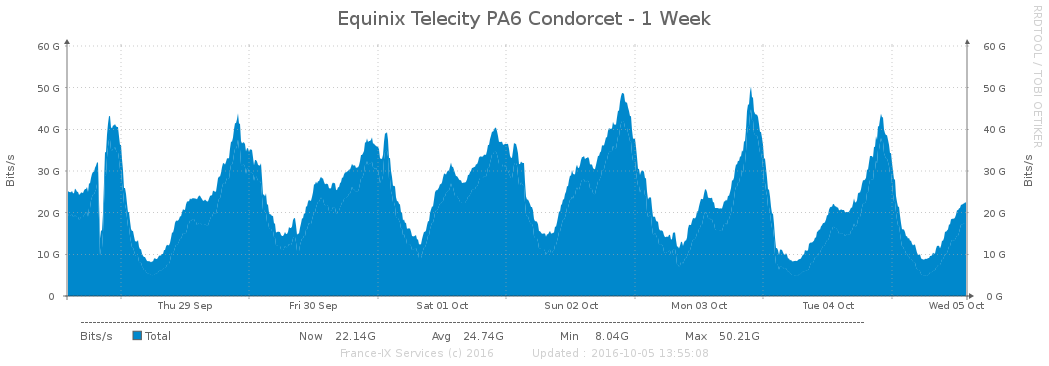 Equinix Telecity PA6 Condorcet - 1 Week
RRDTOOL / TOBI OETIKER
Bits/s
60 G
50 G
40 G
30 G
20 G
10 G
0
60 G
50 G
40 G
30 G
20 G
10 G
0 G
Bits/s
Thu 29 Sep Fri 30 Sep Sat 01 Oct Sun 02 Oct Mon 03 Oct Tue 04 Oct Wed 05 Oct
Bits/s Total Now 22.14G Avg 24.74G Min 8.04G Max 50.21G
France-IX Services (c) 2016 Updated : 2016-10-05 13:55:08